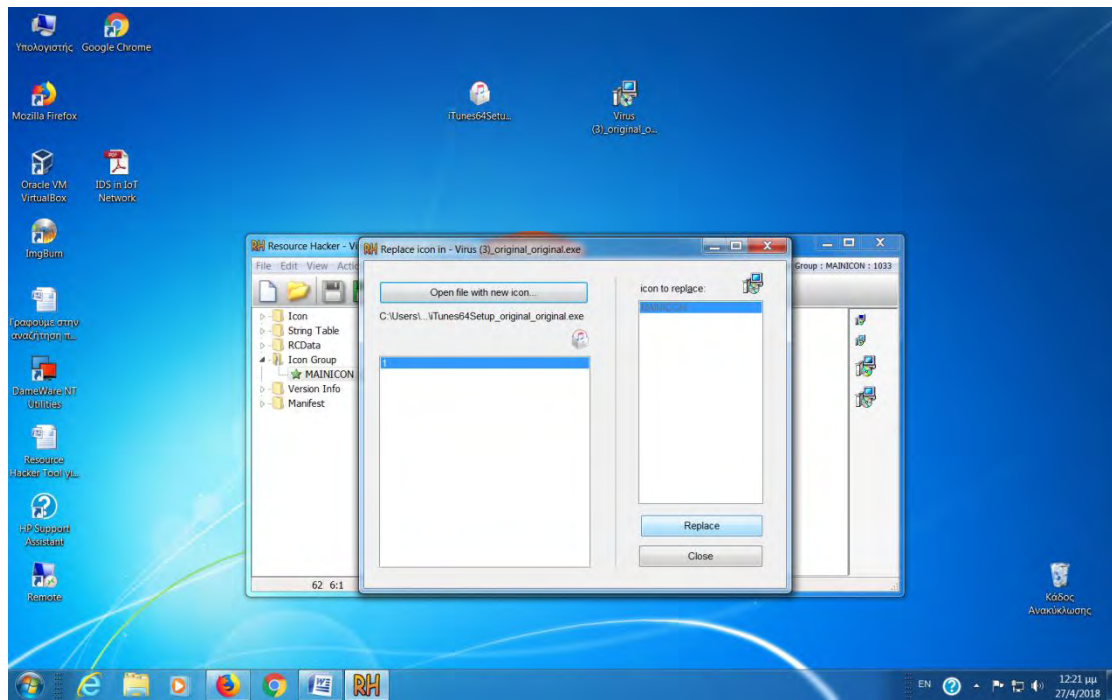 Υπολογιστής
Google Chrome
Mozilla Firefox
iTunes64Setu...
Virus
(3)_original_o...
Oracle VM
VirtualBox
IDS in IoT
Network
ImgBurn
Γραφουμε στην
αναζήτηση π...
DameWare NT
Utilities
Resource
Hacker Tool γι...
HP Support
Assistant
Remote
Κάδος
Ανακύκλωσης
Resource Hacker - Vi
File Edit View Actio
Group : MAINICON : 1033
Icon
String Table
RCData
Icon Group
MAINICON
Version Info
Manifest
62 6:1
Replace icon in - Virus (3)_original_original.exe
Open file with new icon...
C:\Users\...\iTunes64Setup_original_original.exe
1
icon to replace:
MAINICON
Replace
Close
EN
12:21 μμ
27/4/2018